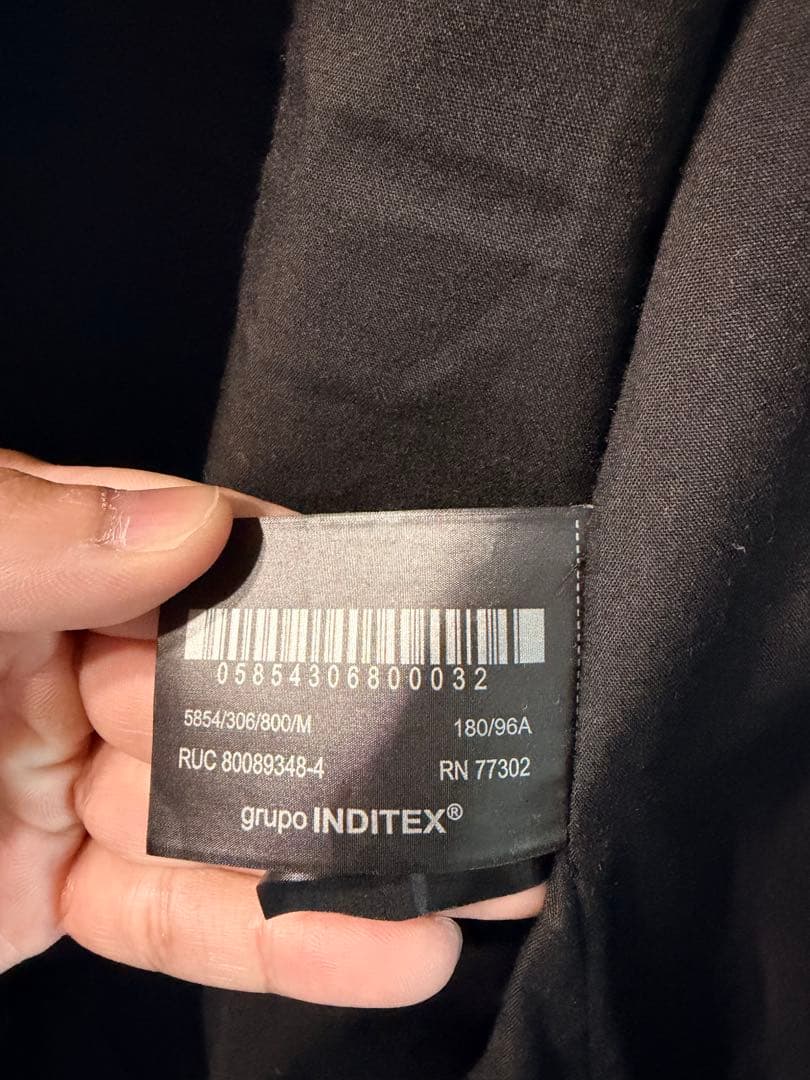 05854306800032
5854/306/800/M 180/96A
RUC 80089348-4 RN 77302
grupo INDITEX®